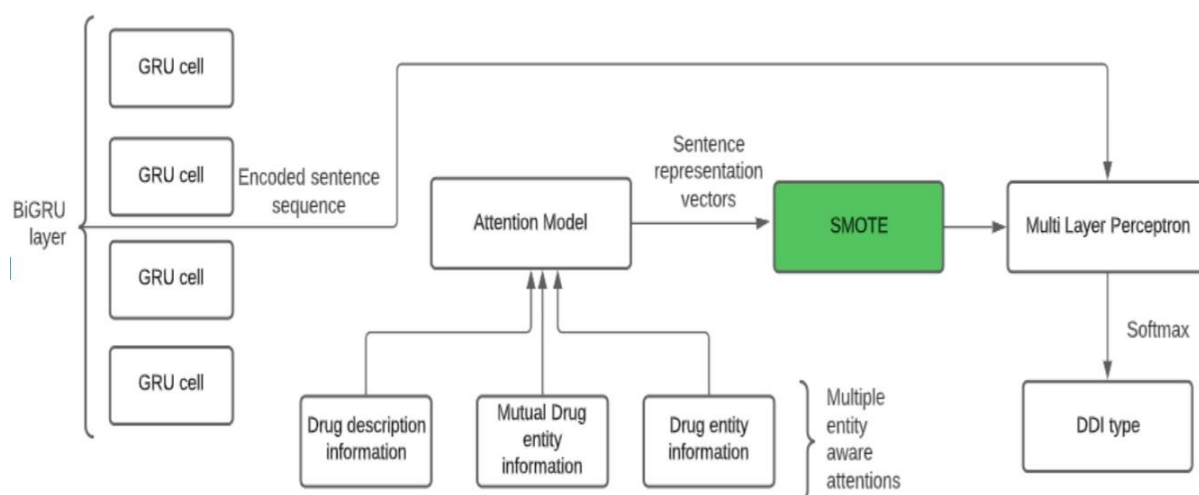 GRU cell
GRU cell
Encoded sentence
sequence
BiGRU
layer
GRU cell
GRU cell
Attention Model
Sentence
representation
vectors
SMOTE
Multi Layer Perceptron
Softmax
DDI type
Drug description
information
Mutual Drug
entity
information
Drug entity
information
Multiple
entity
aware
attentions